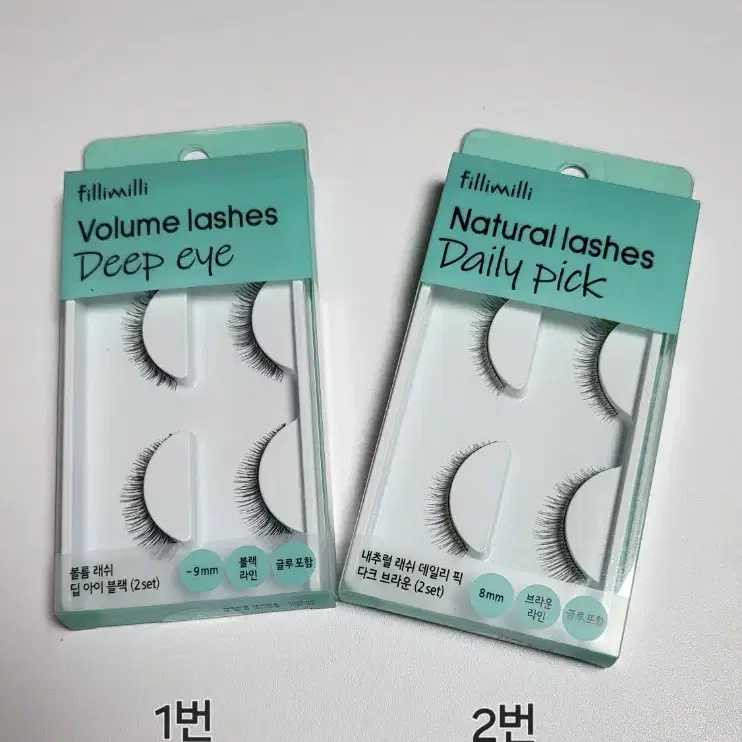 fillimilli
Volume lashes
Deep eye
볼륨 래쉬
딥 아이 블랙 (2set)
~9mm
블랙
라인
글루 포함
fillimilli
Natural lashes
Daily pick
내추럴 래쉬 데일리 픽
다크 브라운 (2set)
8mm
브라운
라인
글루 포함
1번
2번